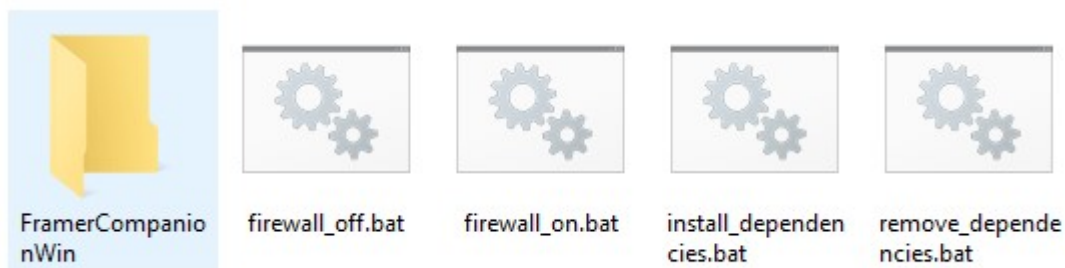 FramerCompanio
nWin
firewall_off.bat
firewall_on.bat
install_dependen
cies.bat
remove_depende
ncies.bat